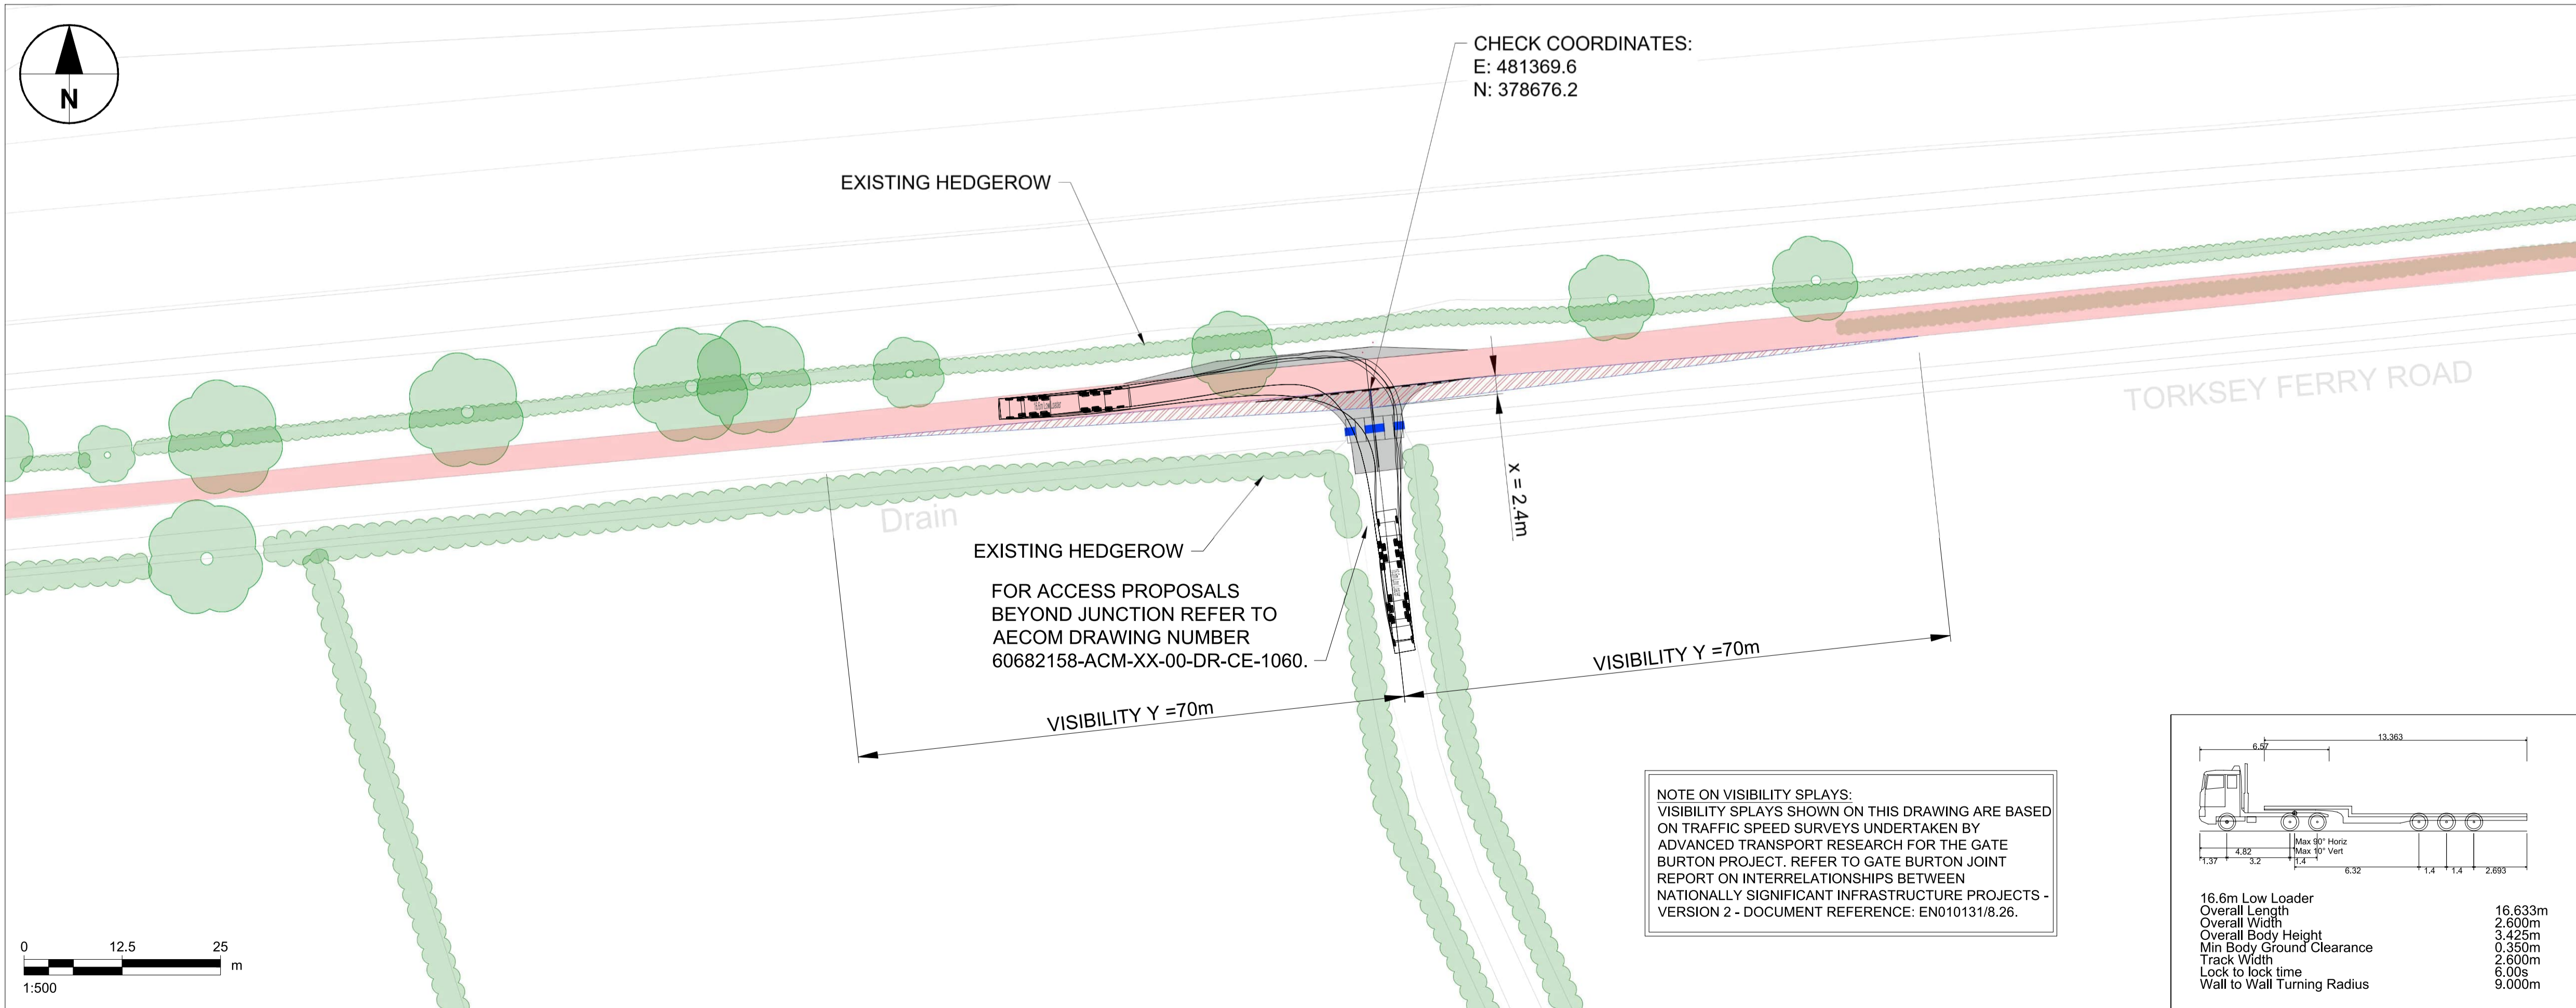 N
CHECK COORDINATES:
E: 481369.6
N: 378676.2
EXISTING HEDGEROW
x = 2.4m
TORKSEY FERRY ROAD
Drain
EXISTING HEDGEROW
FOR ACCESS PROPOSALS
BEYOND JUNCTION REFER TO
AECOM DRAWING NUMBER
60682158-ACM-XX-00-DR-CE-1060.
VISIBILITY Y =70m
VISIBILITY Y =70m
NOTE ON VISIBILITY SPLAYS:
VISIBILITY SPLAYS SHOWN ON THIS DRAWING ARE BASED
ON TRAFFIC SPEED SURVEYS UNDERTAKEN BY
ADVANCED TRANSPORT RESEARCH FOR THE GATE
BURTON PROJECT. REFER TO GATE BURTON JOINT
REPORT ON INTERRELATIONSHIPS BETWEEN
NATIONALLY SIGNIFICANT INFRASTRUCTURE PROJECTS -
VERSION 2 - DOCUMENT REFERENCE: EN010131/8.26.
13.363
6.57
Max 90° Horiz
4.82 Max 10° Vert
1.37 3.2 1.4
6.32 1.4 1.4 2.693
16.6m Low Loader
Overall Length 16.633m
Overall Width 2.600m
Overall Body Height 3.425m
Min Body Ground Clearance 0.350m
Track Width 2.600m
Lock to lock time 6.00s
Wall to Wall Turning Radius 9.000m
0 12.5 25
m
1:500